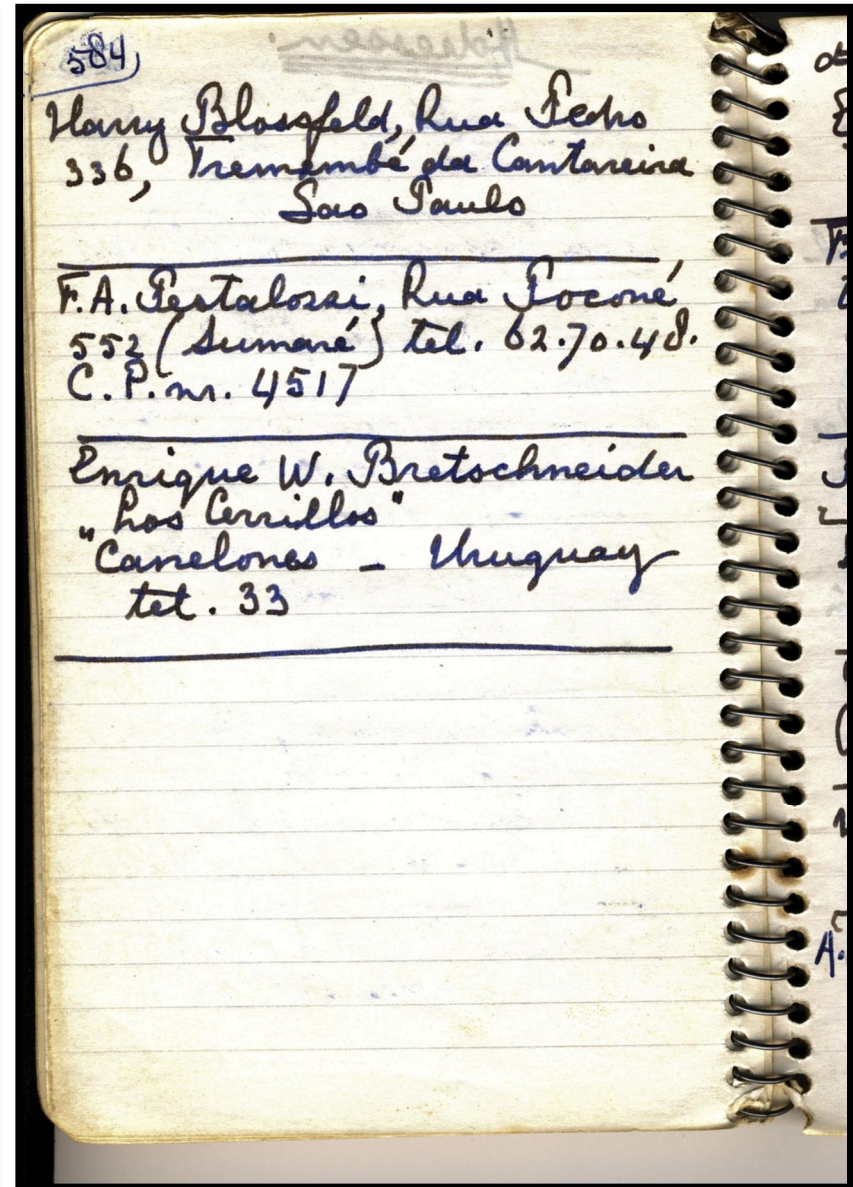 584
Harry Blossfeld, Rua Pedro
336, Tremembé da Cantareira
Sao Paulo
F.A. Pestalozzi, Rua Poconé
552 (Sumaré) tel. 62.70.48.
C.P. nr. 4517
Enrique W. Bretschneider
„Los Cerrillos"
Canelones – Uruguay
tel. 33
A.